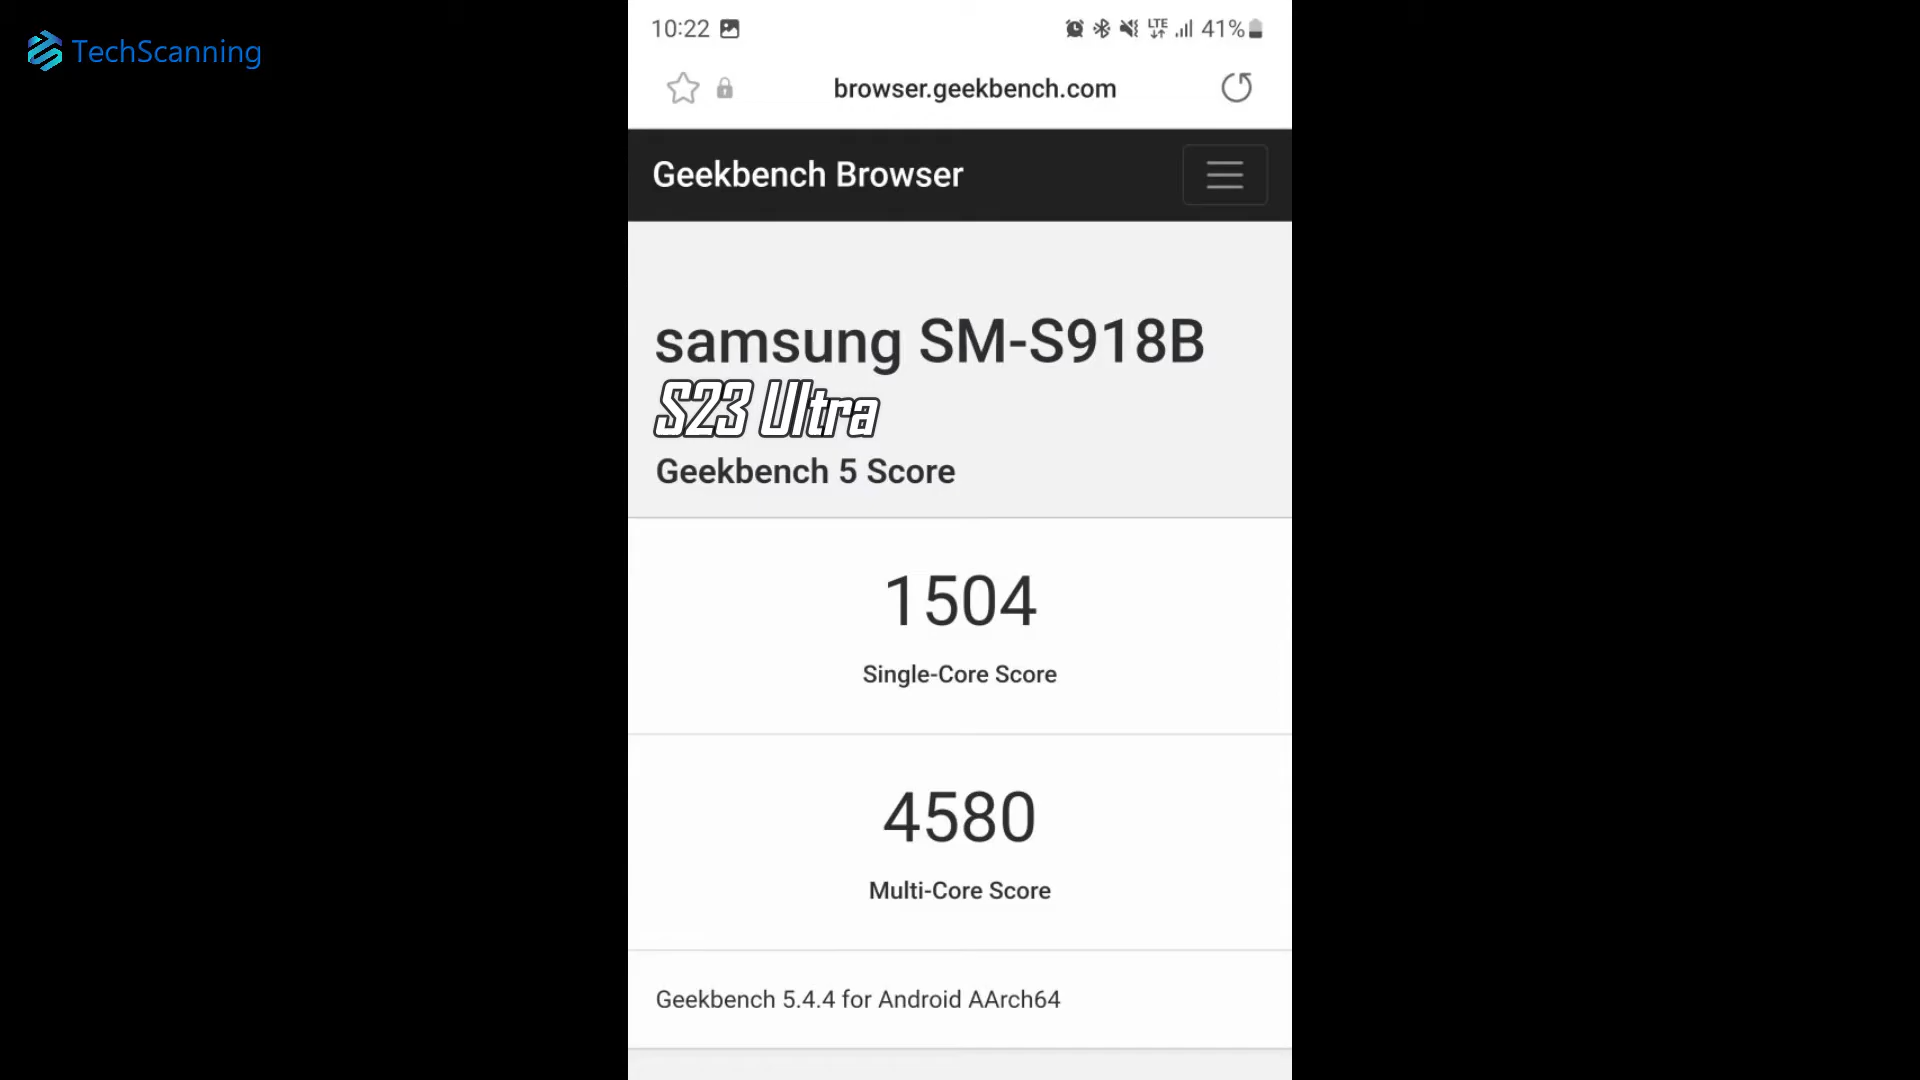 TechScanning
10:22
LTE 41%
browser.geekbench.com
Geekbench Browser
samsung SM-S918B
S23 Ultra
Geekbench 5 Score
1504
Single-Core Score
4580
Multi-Core Score
Geekbench 5.4.4 for Android AArch64